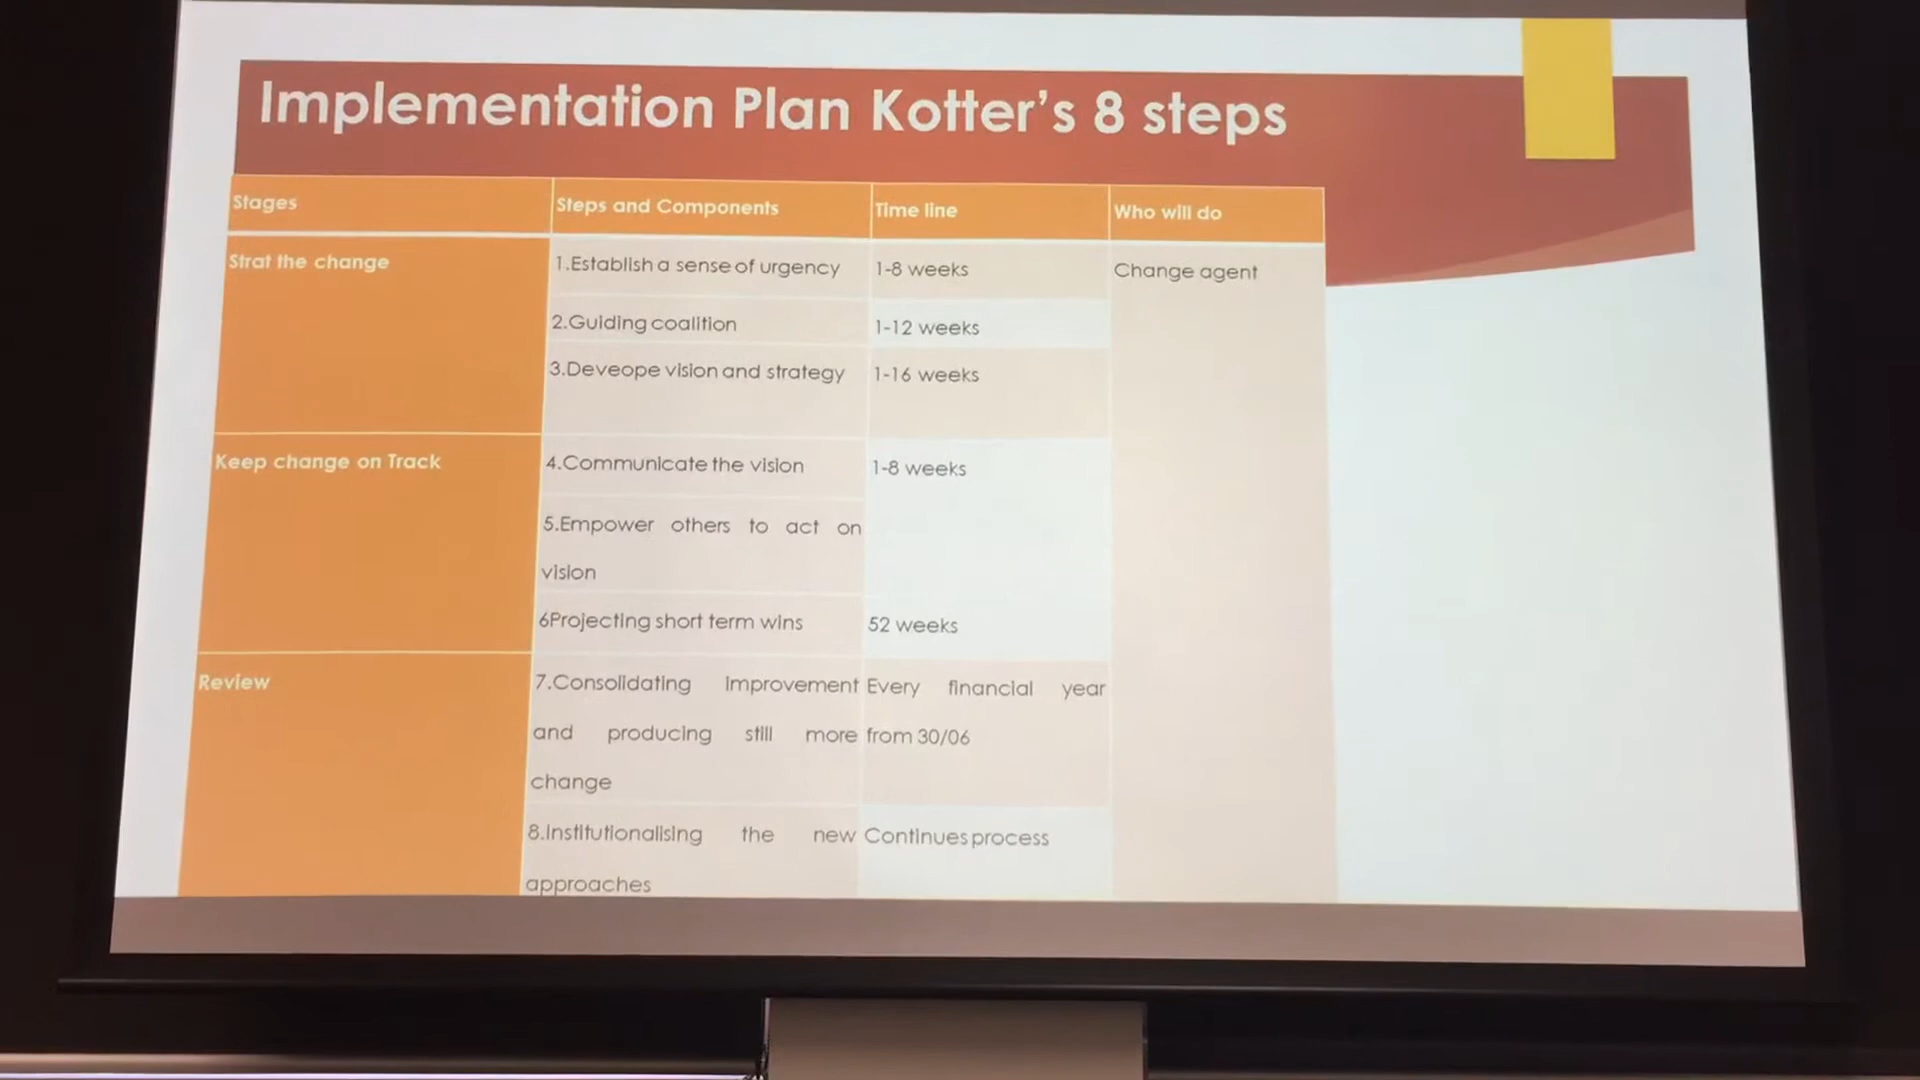 Implementation Plan Kotter's 8 steps
Stages
Steps and Components
Time line
Who will do
Strat the change
1.Establish a sense of urgency
1-8 weeks
Change agent
2.Guiding coalition
1-12 weeks
3.Deveope vision and strategy
1-16 weeks
Keep change on Track
4.Communicate the vision
1-8 weeks
5.Empower others to act on
vision
6Projecting short term wins
52 weeks
Review
7.Consolidating improvement
and producing still more
change
Every financial year
from 30/06
8.Institutionalising the new
approaches
Continues process